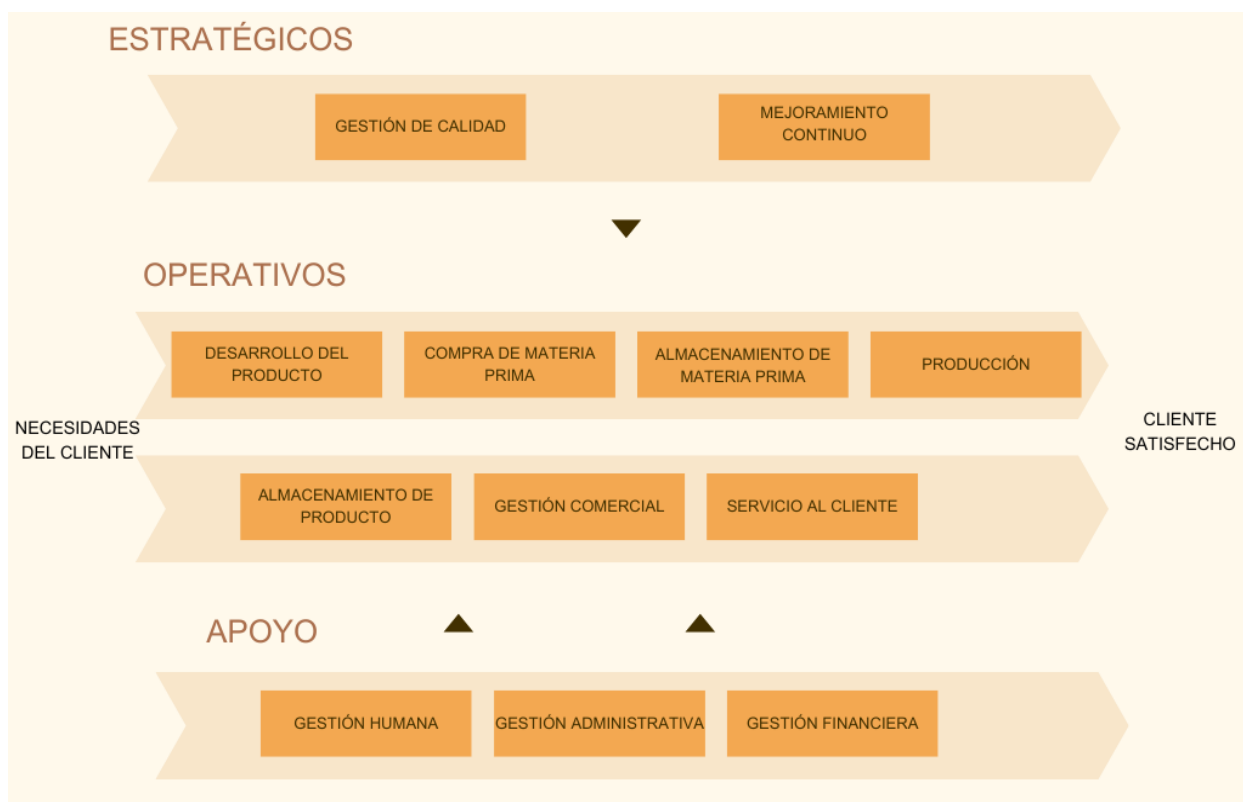 ESTRATÉGICOS
GESTIÓN DE CALIDAD
MEJORAMIENTO
CONTINUO
OPERATIVOS
DESARROLLO DEL
PRODUCTO
COMPRA DE MATERIA
PRIMA
ALMACENAMIENTO DE
MATERIA PRIMA
PRODUCCIÓN
NECESIDADES
DEL CLIENTE
CLIENTE
SATISFECHO
ALMACENAMIENTO DE
PRODUCTO
GESTIÓN COMERCIAL
SERVICIO AL CLIENTE
APOYO
GESTIÓN HUMANA
GESTIÓN ADMINISTRATIVA
GESTIÓN FINANCIERA